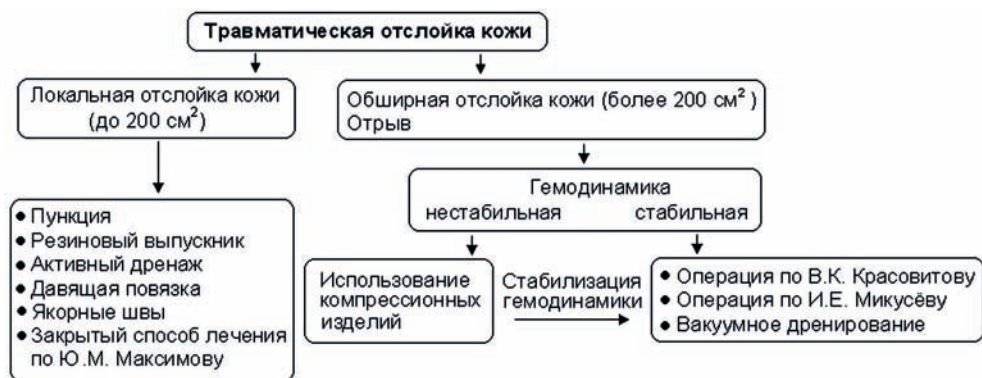 Травматическая отслойка кожи
Локальная отслойка кожи
(до 200 см²)
Обширная отслойка кожи (более 200 см²)
Отрыв
Гемодинамика
нестабильная стабильная
• Пункция
• Резиновый выпускник
• Активный дренаж
• Давящая повязка
• Якорные швы
• Закрытый способ лечения
по Ю.М. Максимову
Использование
компрессионных
изделий
Стабилизация
гемодинамики
• Операция по В.К. Красовитову
• Операция по И.Е. Микусёву
• Вакуумное дренирование